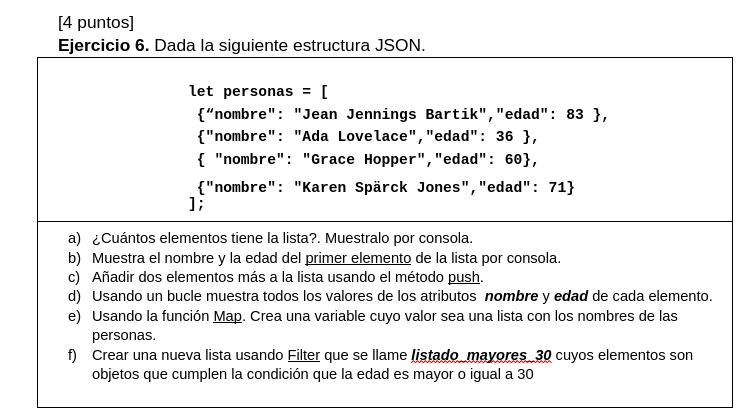 [4 puntos]
Ejercicio 6. Dada la siguiente estructura JSON.
let personas = [
{“nombre": "Jean Jennings Bartik","edad": 83 },
{"nombre": "Ada Lovelace","edad": 36 },
{ "nombre": "Grace Hopper","edad": 60},
{"nombre": "Karen Spärck Jones","edad": 71}
];
a) ¿Cuántos elementos tiene la lista?. Muestralo por consola.
b) Muestra el nombre y la edad del primer elemento de la lista por consola.
c) Añadir dos elementos más a la lista usando el método push.
d) Usando un bucle muestra todos los valores de los atributos nombre y edad de cada elemento.
e) Usando la función Map. Crea una variable cuyo valor sea una lista con los nombres de las
personas.
f) Crear una nueva lista usando Filter que se llame listado_mayores_30 cuyos elementos son
objetos que cumplen la condición que la edad es mayor o igual a 30